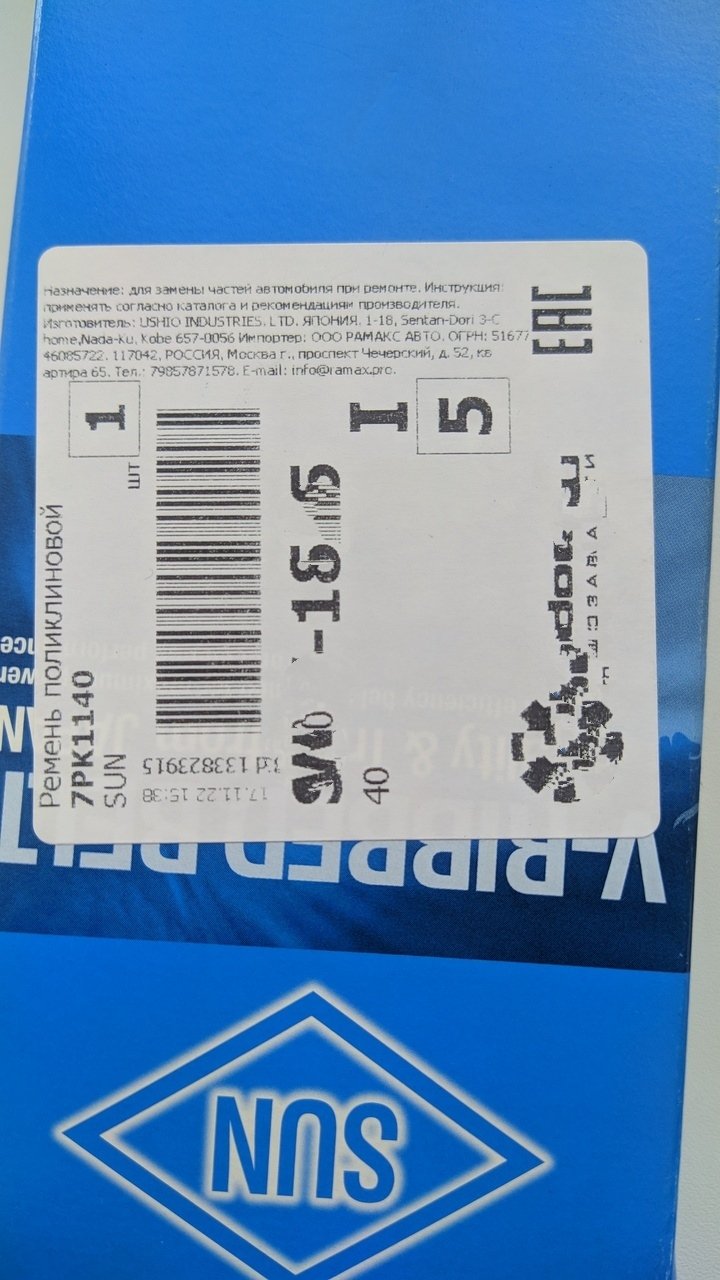 Назначение: для замены частей автомобиля при ремонте. Инструкция:
применять согласно каталога и рекомендации производителя.
Изготовитель: USHIO INDUSTRIES. LTD. ЯПОНИЯ. 1-18, Sentan-Dori 3-C
home,Nada-ku, Kobe 657-0056 Импортер: ООО РАМАКС АВТО. ОГРН: 51677
46085722. 117042, РОССИЯ, Москва г., проспект Чечерский, д. 52, кв
артира 65. Тел.: 79857871578. E-mail: info@ramax.pro.
EAC
1
шт
I
5
Ремень поликлиновой
7PK1140
SUN
133823915
17.11.22 15:38
40
V-RIBBED BELT
SUN